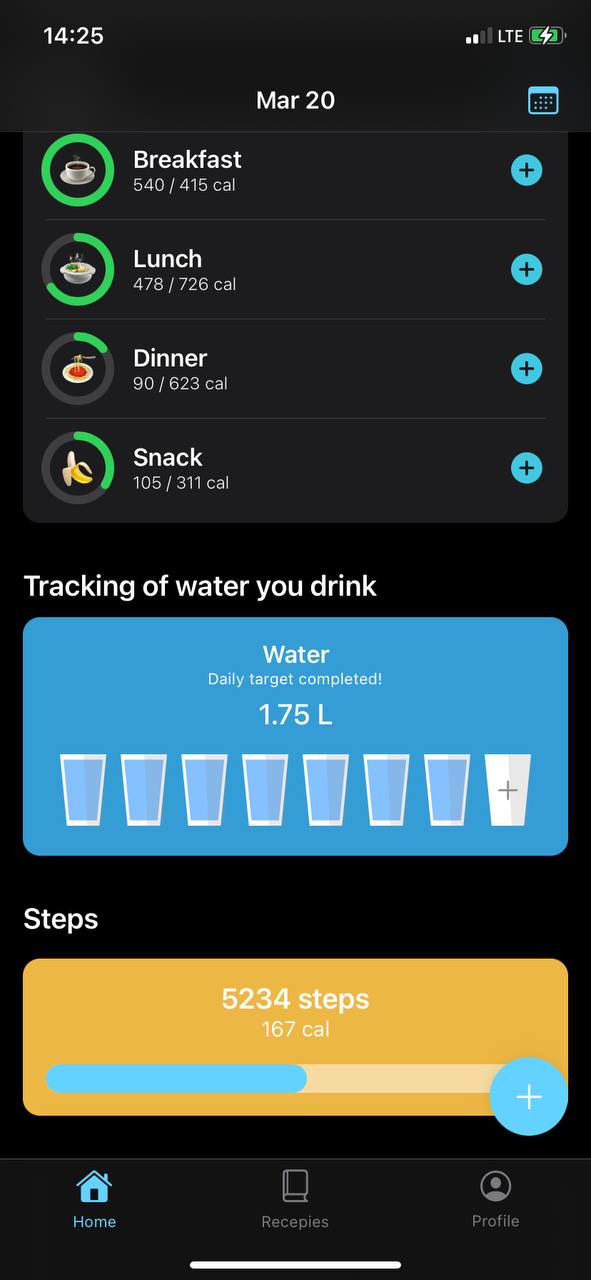 14:25
LTE
Mar 20
Breakfast
540 / 415 cal
Lunch
478 / 726 cal
Dinner
90 / 623 cal
Snack
105 / 311 cal
Tracking of water you drink
Water
Daily target completed!
1.75 L
Steps
5234 steps
167 cal
Home
Recepies
Profile